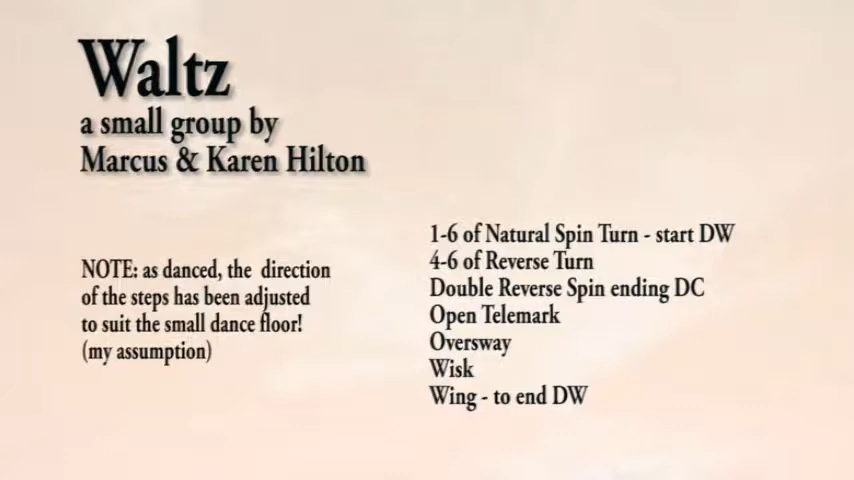 Waltz
a small group by
Marcus & Karen Hilton
NOTE: as danced, the direction
of the steps has been adjusted
to suit the small dance floor!
(my assumption)
1-6 of Natural Spin Turn - start DW
4-6 of Reverse Turn
Double Reverse Spin ending DC
Open Telemark
Oversway
Wisk
Wing - to end DW